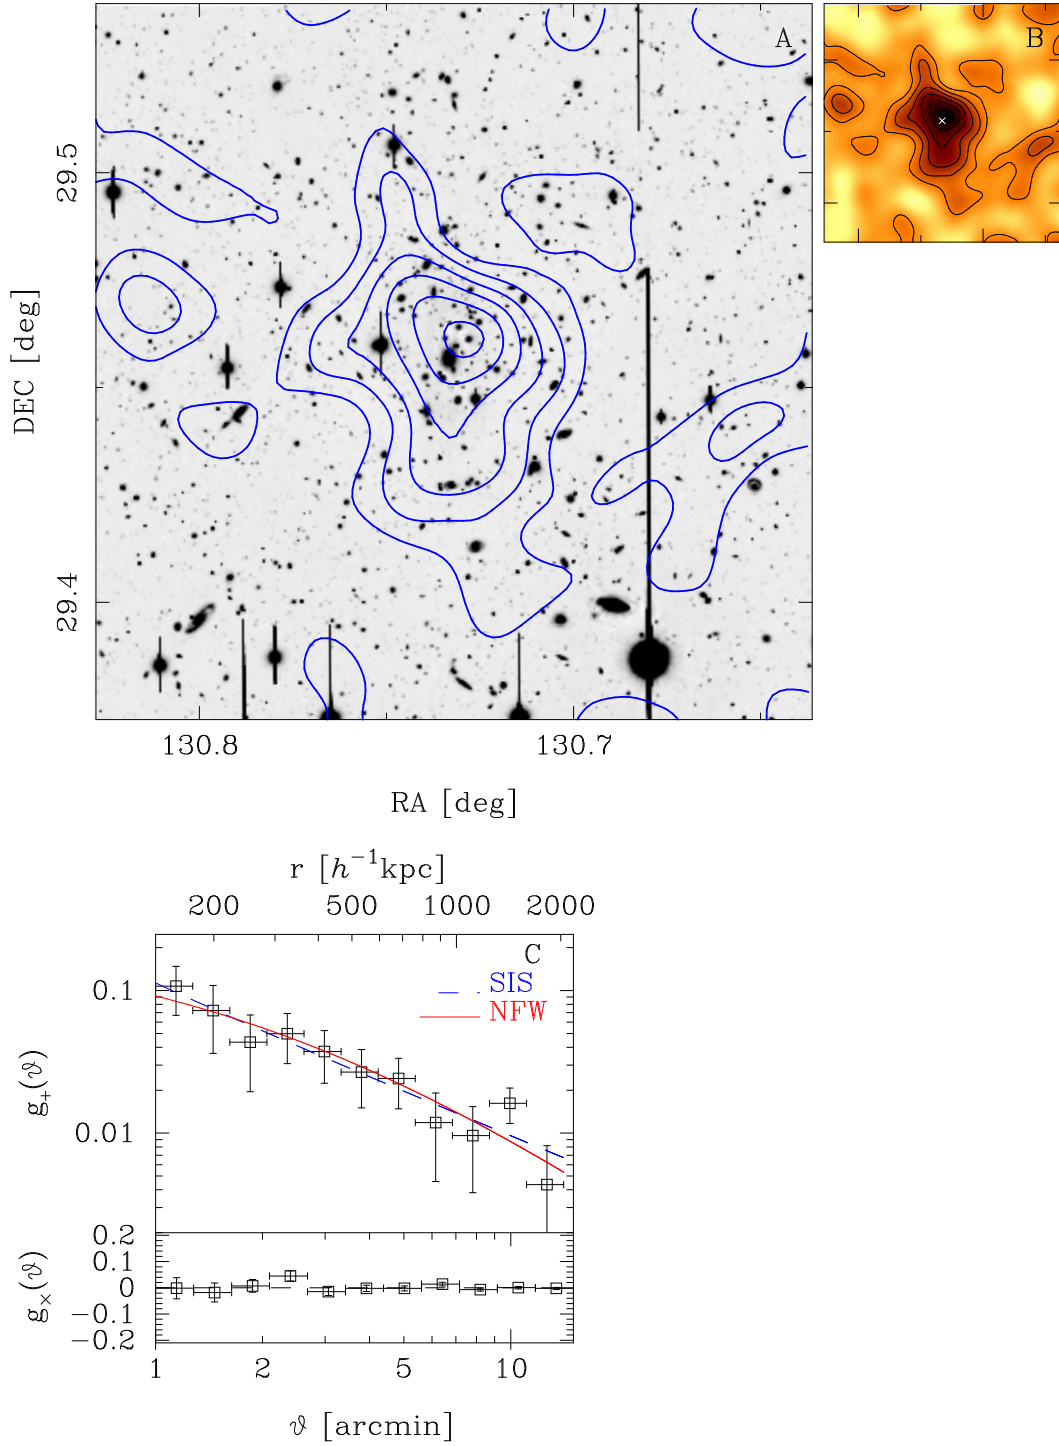 A
B
29.5
DEC [deg]
29.4
130.8 130.7
RA [deg]
r [h⁻¹kpc]
200 500 1000 2000
C
SIS
NFW
0.1
g₊(ϑ)
0.01
0.2
0.1
g×(ϑ)
0
−0.1
−0.2
1 2 5 10
ϑ [arcmin]